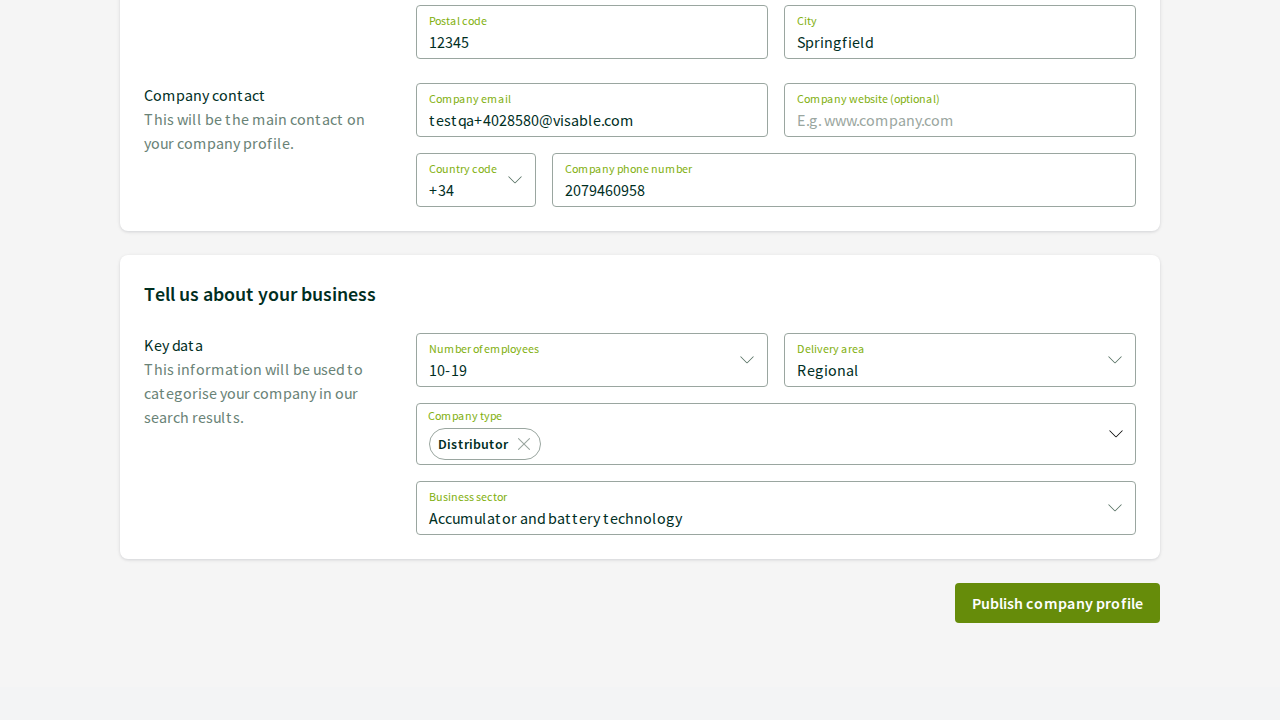 Postal code
12345
City
Springfield
Company contact
This will be the main contact on
your company profile.
Company email
testqa+4028580@visable.com
Company website (optional)
E.g. www.company.com
Country code
+34
Company phone number
2079460958
Tell us about your business
Key data
This information will be used to
categorise your company in our
search results.
Number of employees
10-19
Delivery area
Regional
Company type
Distributor
Business sector
Accumulator and battery technology
Publish company profile